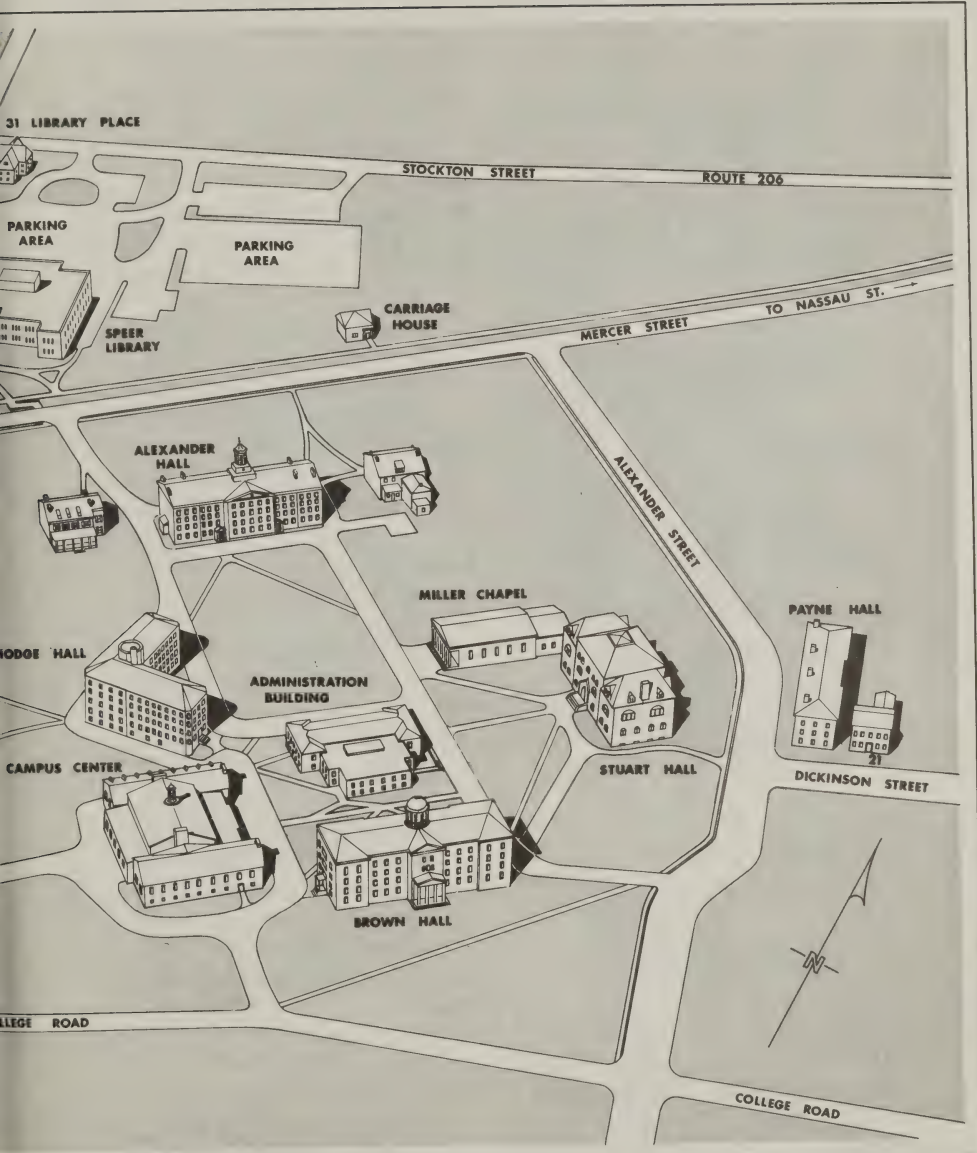 31 LIBRARY PLACE
STOCKTON STREET
ROUTE 206
PARKING
AREA
PARKING
AREA
CARRIAGE
HOUSE
SPEER
LIBRARY
MERCER STREET
TO NASSAU ST.
ALEXANDER
HALL
ALEXANDER STREET
MILLER CHAPEL
PAYNE HALL
HODGE HALL
ADMINISTRATION
BUILDING
CAMPUS CENTER
STUART HALL
21
DICKINSON STREET
BROWN HALL
N
LLEGE ROAD
COLLEGE ROAD